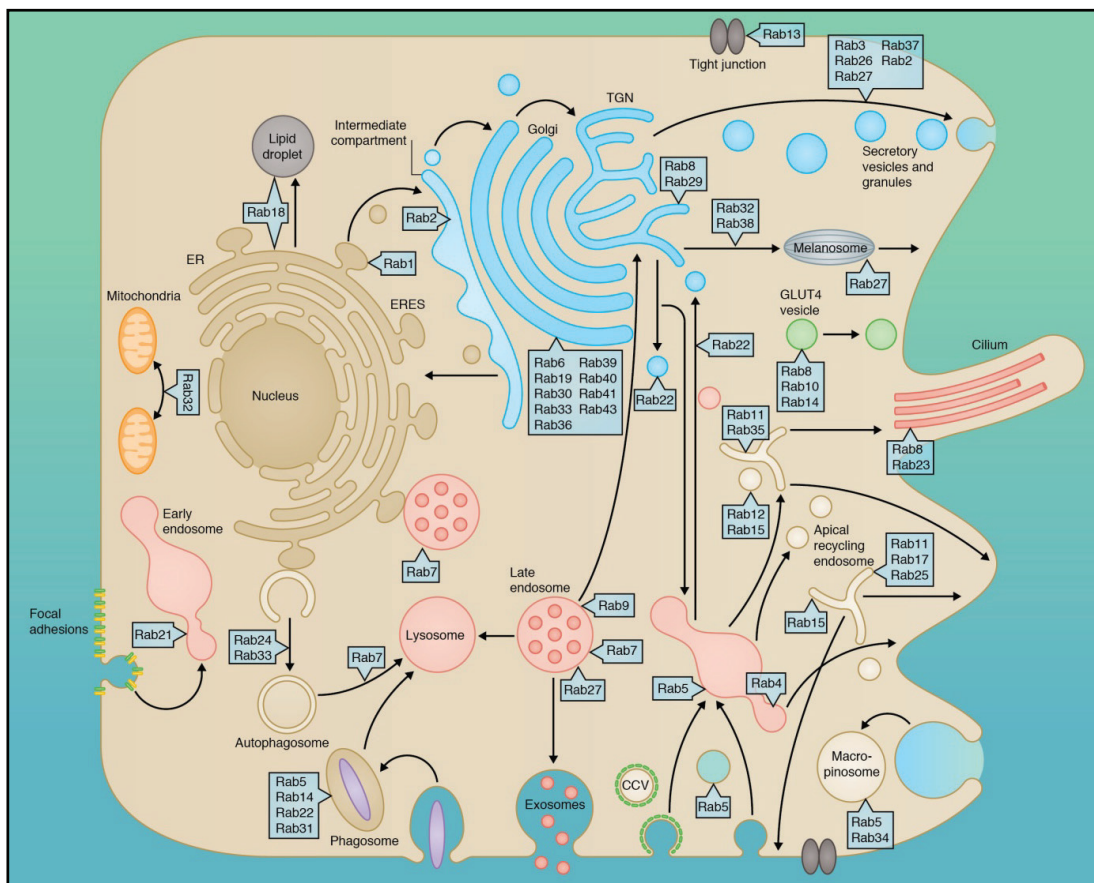 Rab13
Tight junction
Rab3 Rab37
Rab26 Rab2
Rab27
TGN
Golgi
Intermediate
compartment
Lipid
droplet
Secretory
vesicles and
granules
Rab8
Rab29
Rab18
Rab2
Rab32
Rab38
ER
Rab1
Melanosome
Rab27
Mitochondria
ERES
GLUT4
vesicle
Cilium
Rab22
Rab32
Nucleus
Rab6 Rab39
Rab19 Rab40
Rab30 Rab41
Rab33 Rab43
Rab36
Rab22
Rab8
Rab10
Rab14
Rab11
Rab35
Rab8
Rab23
Early
endosome
Rab7
Rab12
Rab15
Apical
recycling
endosome
Rab11
Rab17
Rab25
Late
endosome
Rab9
Focal
adhesions
Rab21
Rab24
Rab33
Lysosome
Rab7
Rab7
Rab15
Rab27
Rab5
Rab4
Autophagosome
Macro-
pinosome
Rab5
Rab14
Rab22
Rab31
Phagosome
Exosomes
CCV
Rab5
Rab5
Rab34